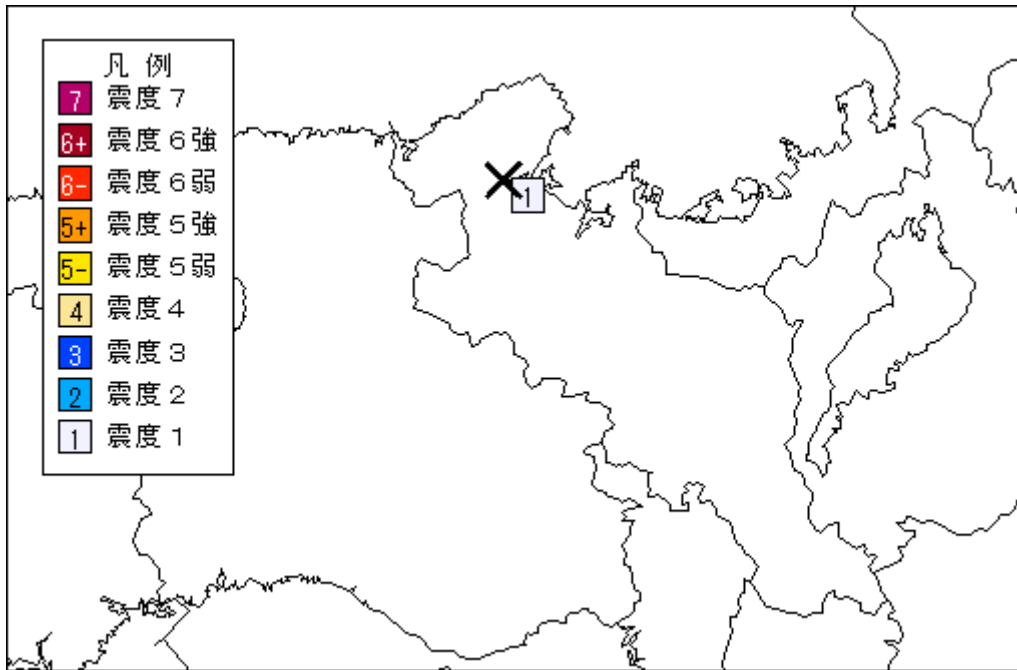 凡 例
7 震度７
6+ 震度６強
6- 震度６弱
5+ 震度５強
5- 震度５弱
4 震度４
3 震度３
2 震度２
1 震度１
1